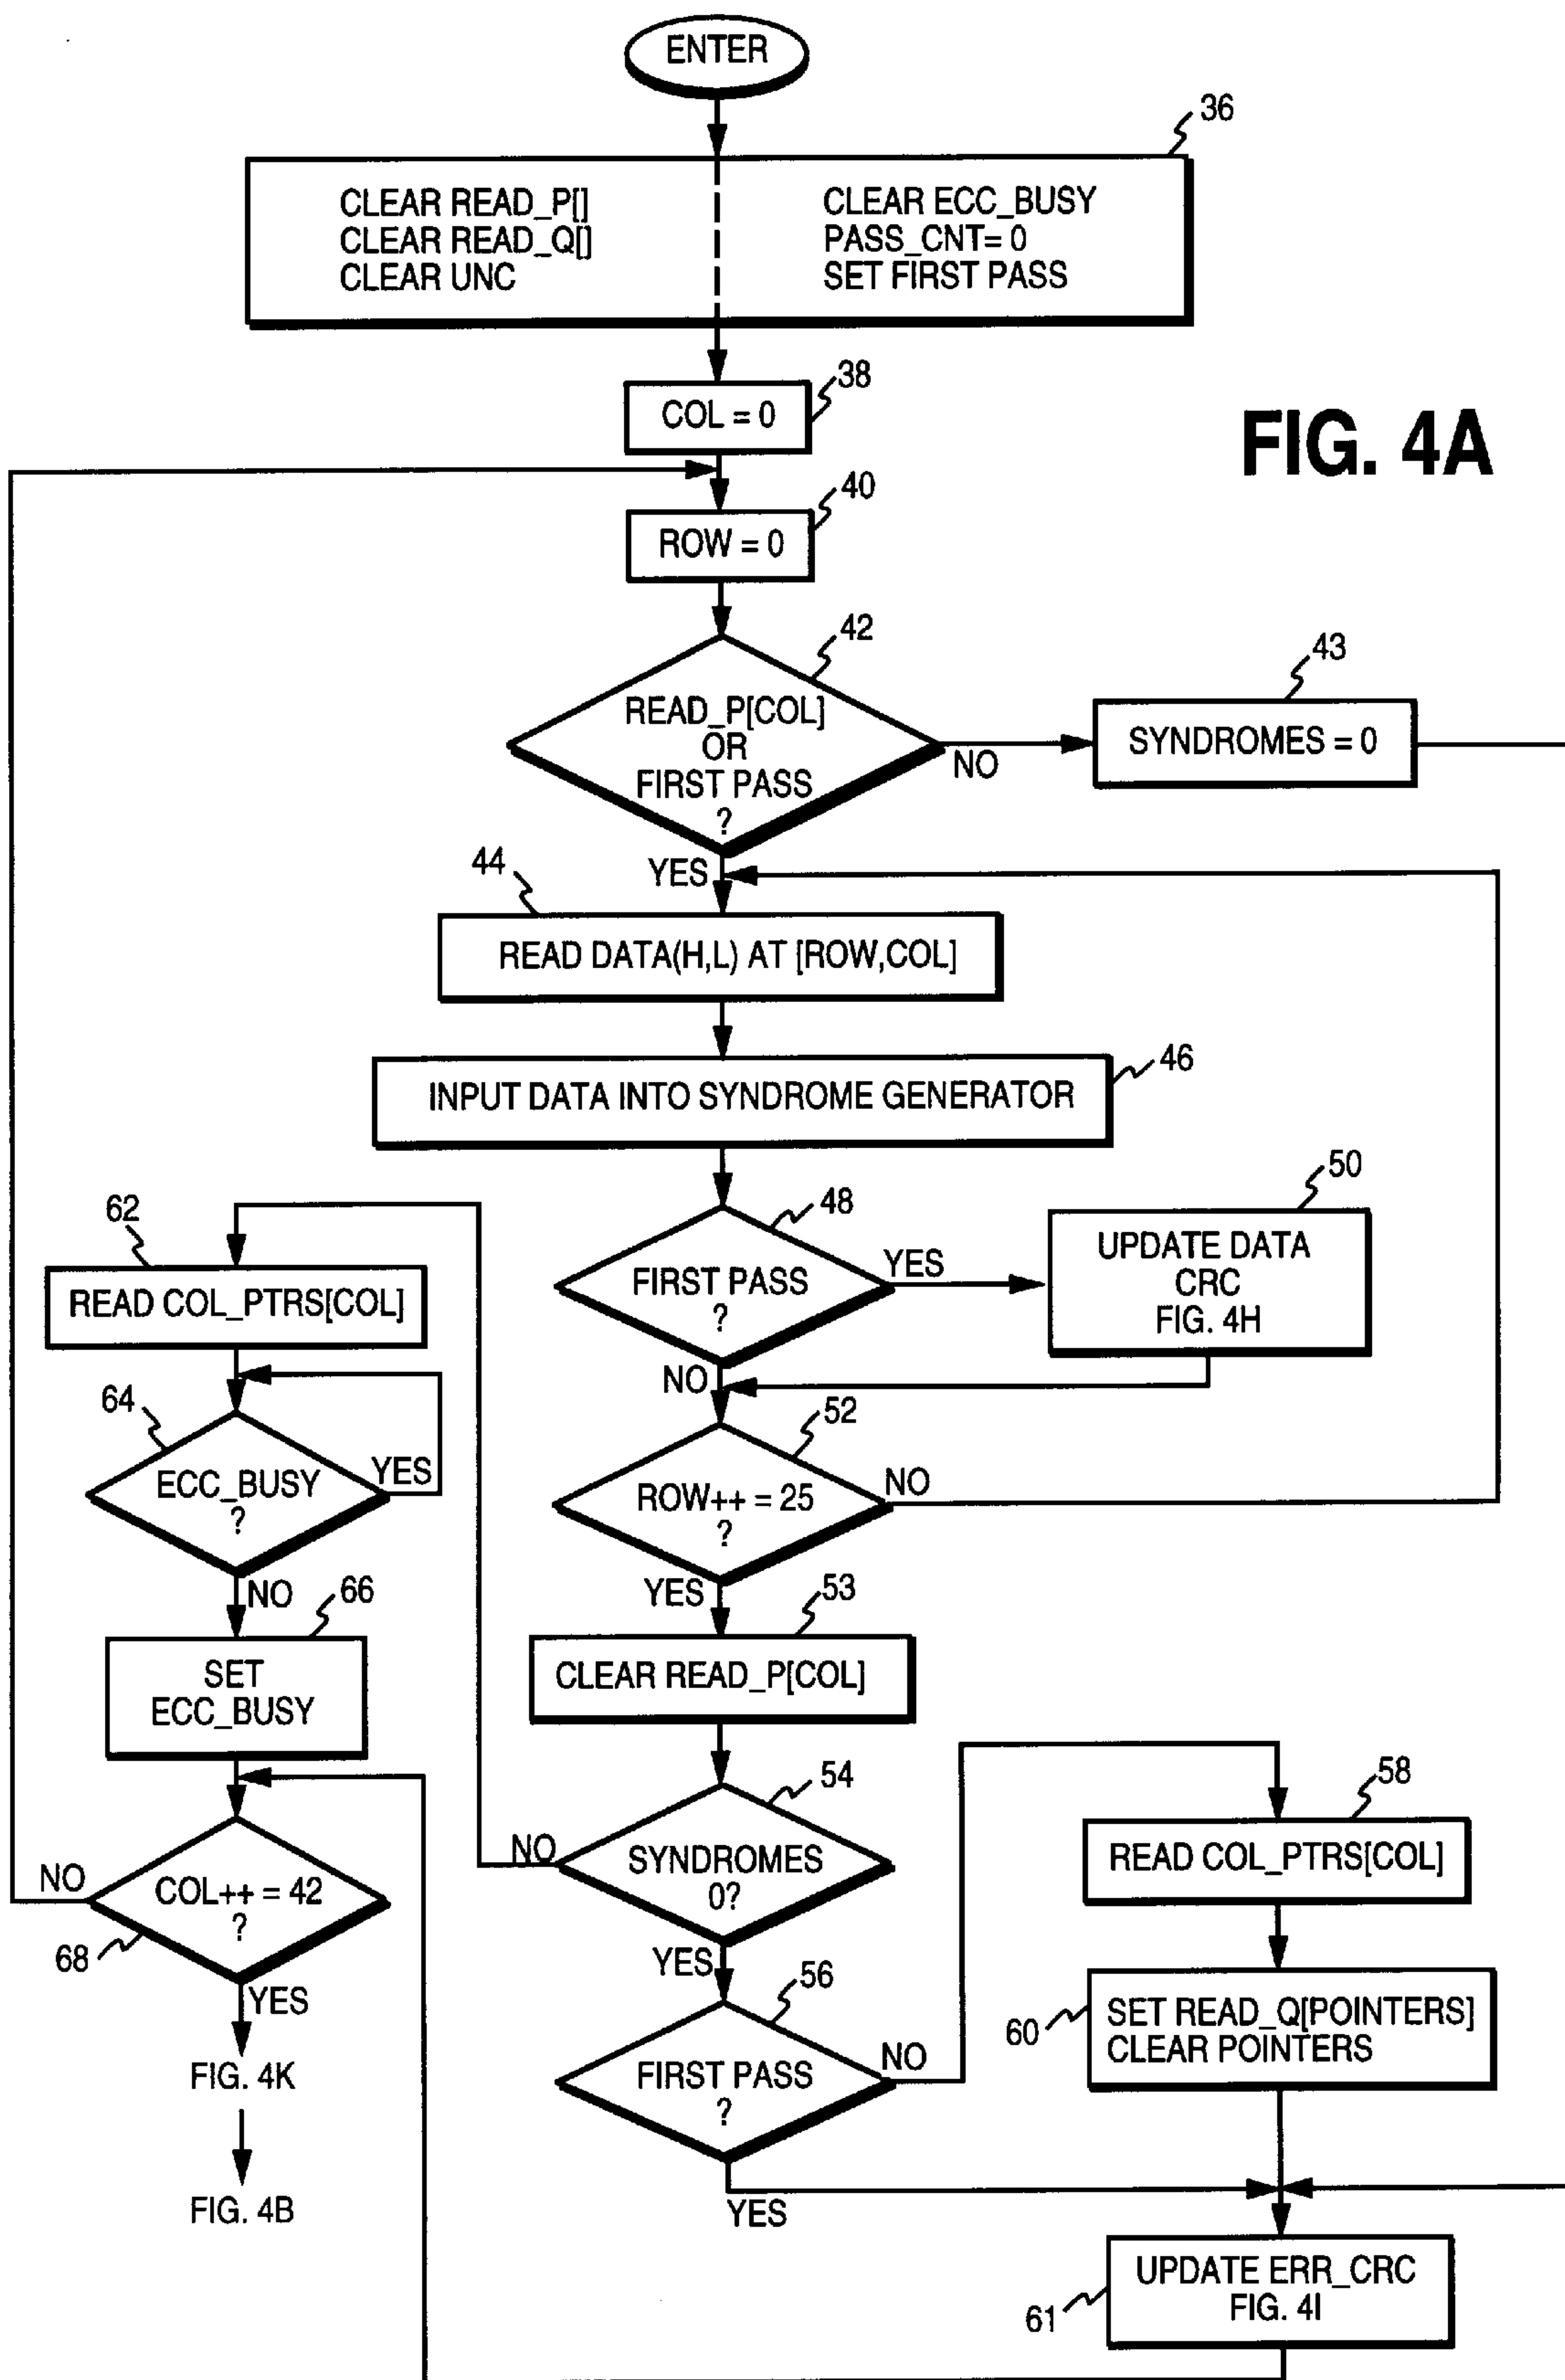 ENTER
36
CLEAR READ_P[]
CLEAR READ_Q[]
CLEAR UNC
CLEAR ECC_BUSY
PASS_CNT= 0
SET FIRST PASS
38
COL = 0
FIG. 4A
40
ROW = 0
42
READ_P[COL]
OR
FIRST PASS
?
NO
43
SYNDROMES = 0
YES
44
READ DATA(H,L) AT [ROW,COL]
46
INPUT DATA INTO SYNDROME GENERATOR
48
FIRST PASS
?
YES
50
UPDATE DATA
CRC
FIG. 4H
NO
52
ROW++ = 25
?
NO
YES
53
CLEAR READ_P[COL]
54
SYNDROMES
0?
NO
YES
56
FIRST PASS
?
NO
YES
58
READ COL_PTRS[COL]
60
SET READ_Q[POINTERS]
CLEAR POINTERS
61
UPDATE ERR_CRC
FIG. 4I
62
READ COL_PTRS[COL]
64
ECC_BUSY
?
YES
NO
66
SET
ECC_BUSY
68
COL++ = 42
?
NO
YES
FIG. 4K
FIG. 4B